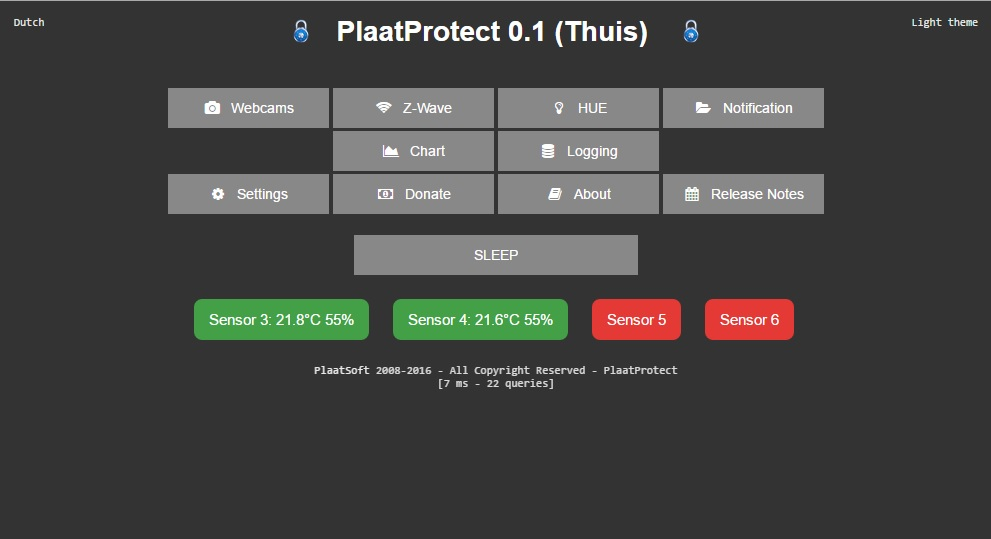 Dutch
PlaatProtect 0.1 (Thuis)
Light theme
Webcams
Z-Wave
HUE
Notification
Chart
Logging
Settings
Donate
About
Release Notes
SLEEP
Sensor 3: 21.8°C 55%
Sensor 4: 21.6°C 55%
Sensor 5
Sensor 6
PlaatSoft 2008-2016 - All Copyright Reserved - PlaatProtect
[7 ms - 22 queries]